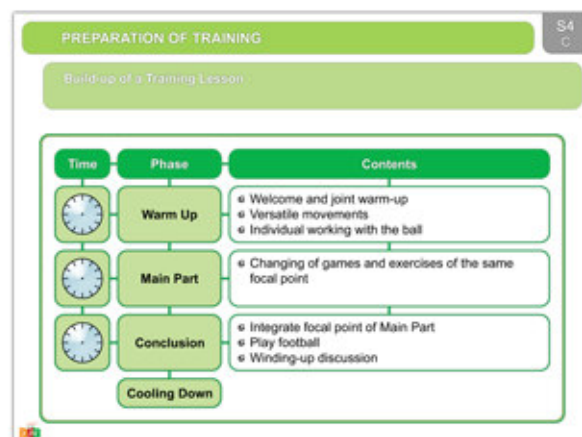 PREPARATION OF TRAINING
S4
C
Build-up of a Training Lesson
Time
Phase
Contents
Warm Up
Welcome and joint warm-up
Versatile movements
Individual working with the ball
Main Part
Changing of games and exercises of the same
focal point
Conclusion
Integrate focal point of Main Part
Play football
Winding-up discussion
Cooling Down